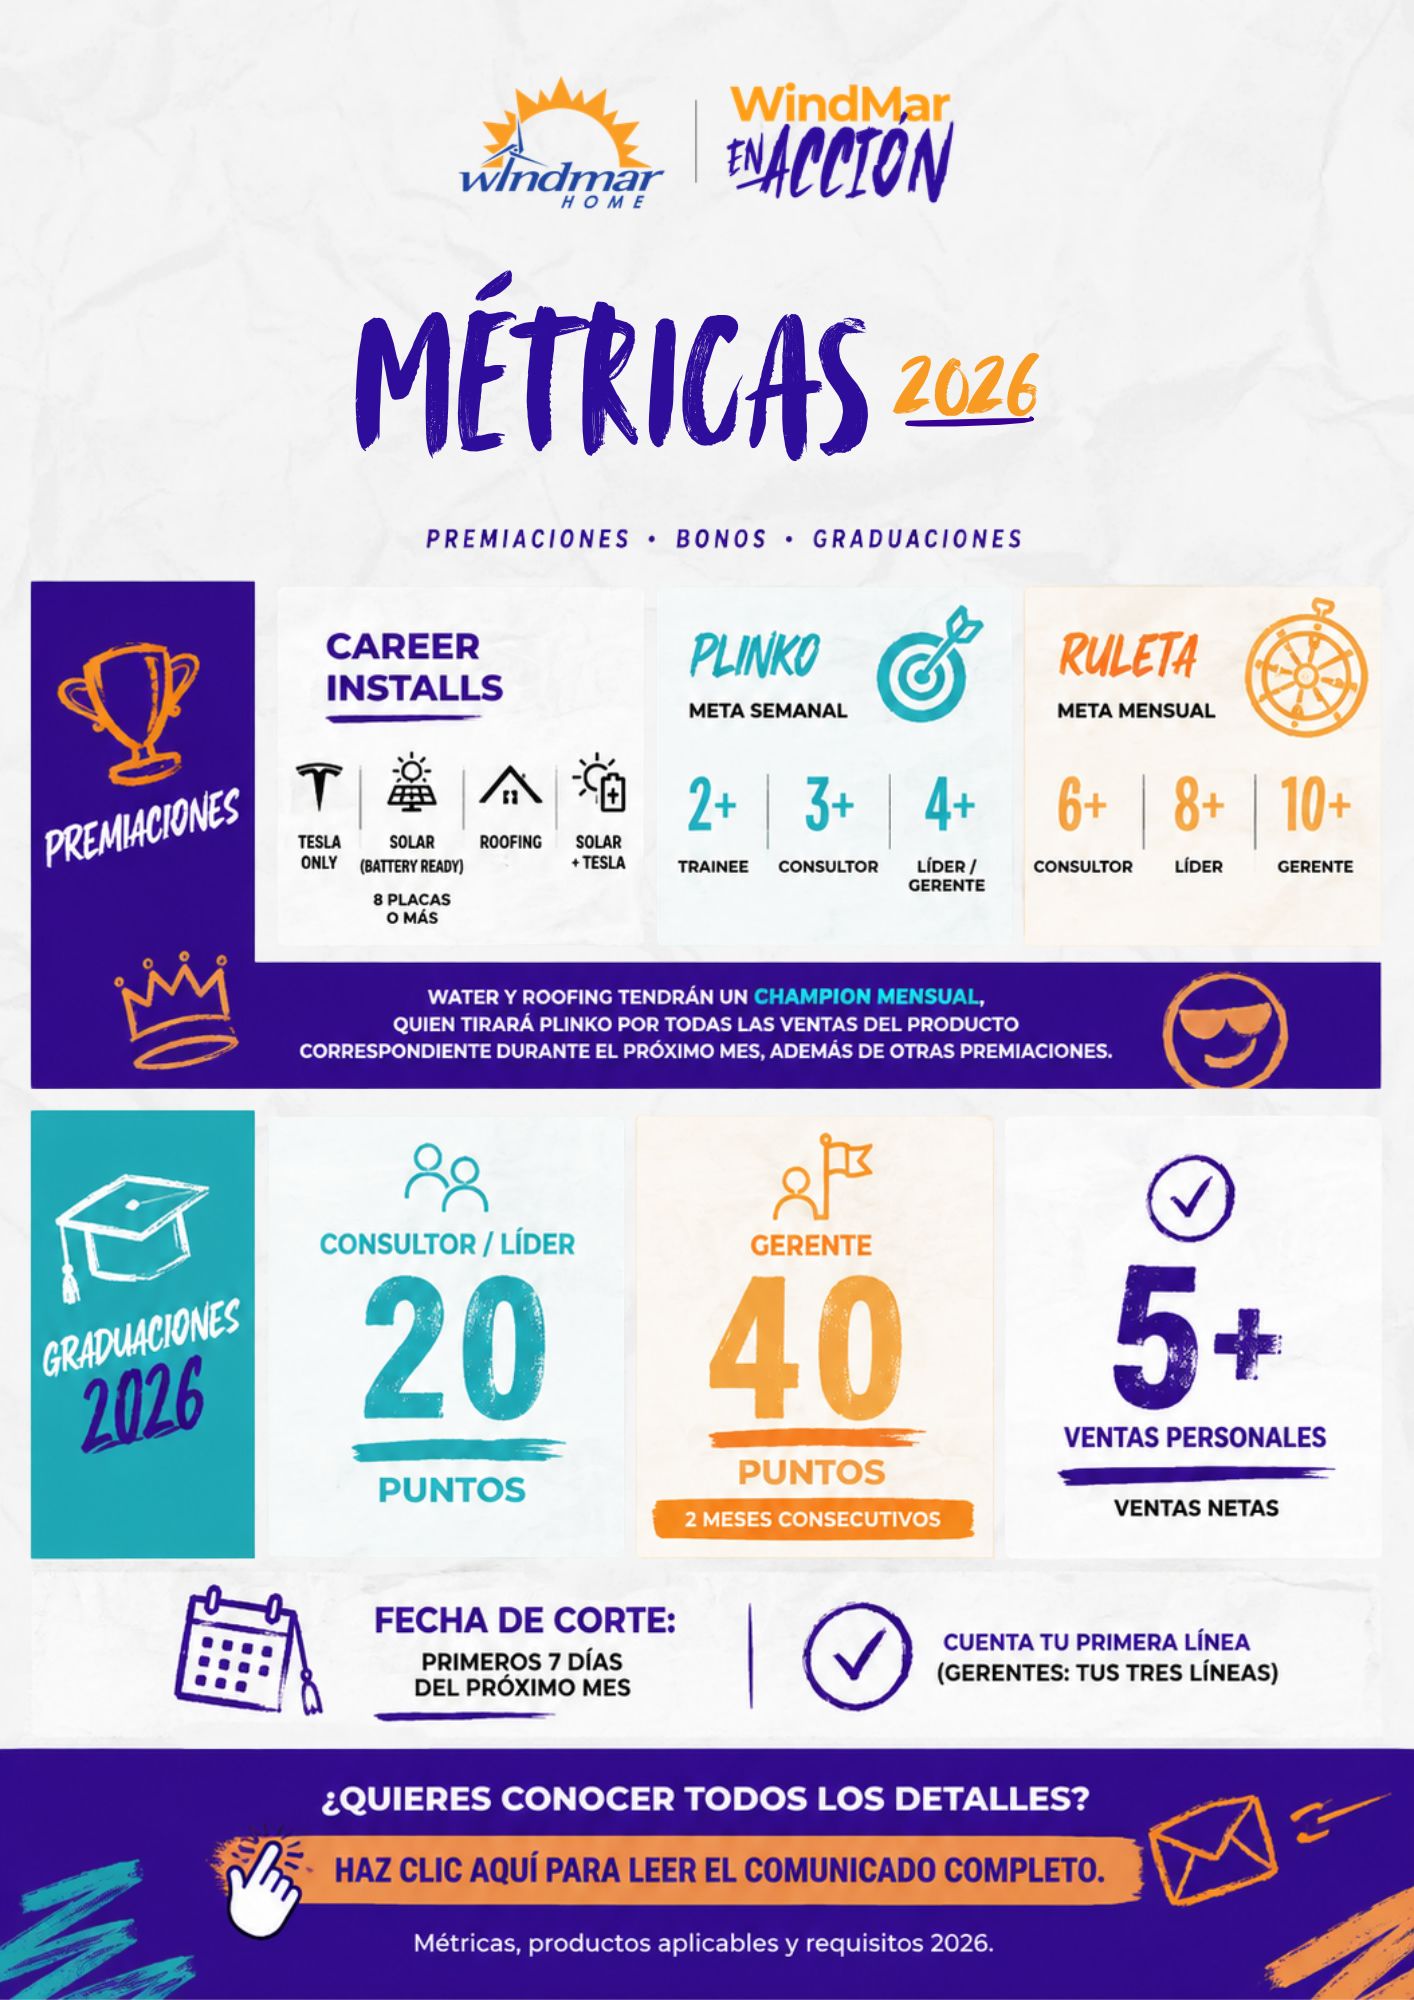 windmar
HOME
WindMar
EN ACCIÓN
MÉTRICAS 2026
PREMIACIONES • BONOS • GRADUACIONES
PREMIACIONES
CAREER
INSTALLS
TESLA
ONLY
SOLAR
(BATTERY READY)
8 PLACAS
O MÁS
ROOFING
SOLAR
+ TESLA
PLINKO
META SEMANAL
2+
TRAINEE
3+
CONSULTOR
4+
LÍDER /
GERENTE
RULETA
META MENSUAL
6+
CONSULTOR
8+
LÍDER
10+
GERENTE
WATER Y ROOFING TENDRÁN UN CHAMPION MENSUAL,
QUIEN TIRARÁ PLINKO POR TODAS LAS VENTAS DEL PRODUCTO
CORRESPONDIENTE DURANTE EL PRÓXIMO MES, ADEMÁS DE OTRAS PREMIACIONES.
GRADUACIONES
2026
CONSULTOR / LÍDER
20
PUNTOS
GERENTE
40
PUNTOS
2 MESES CONSECUTIVOS
5+
VENTAS PERSONALES
VENTAS NETAS
FECHA DE CORTE:
PRIMEROS 7 DÍAS
DEL PRÓXIMO MES
CUENTA TU PRIMERA LÍNEA
(GERENTES: TUS TRES LÍNEAS)
¿QUIERES CONOCER TODOS LOS DETALLES?
HAZ CLIC AQUÍ PARA LEER EL COMUNICADO COMPLETO.
Métricas, productos aplicables y requisitos 2026.